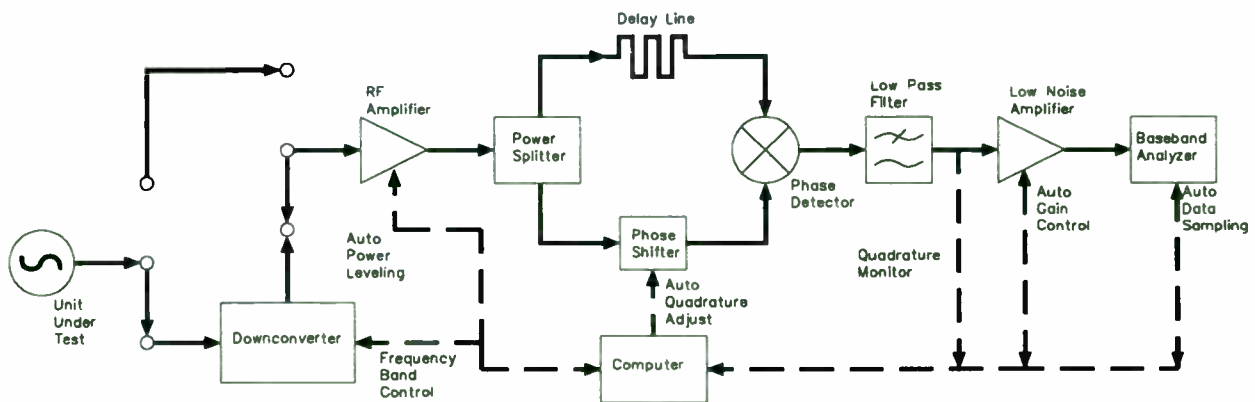 Delay Line
RF
Amplifier
Low Pass
Filter
Low Noise
Amplifier
Power
Splitter
Baseband
Analyzer
Phase
Detector
Auto
Gain
Control
Auto
Data
Sampling
Phase
Shifter
Auto
Power
Leveling
Quadrature
Monitor
Unit
Under
Test
Auto
Quadrature
Adjust
Downconverter
Frequency
Band
Control
Computer